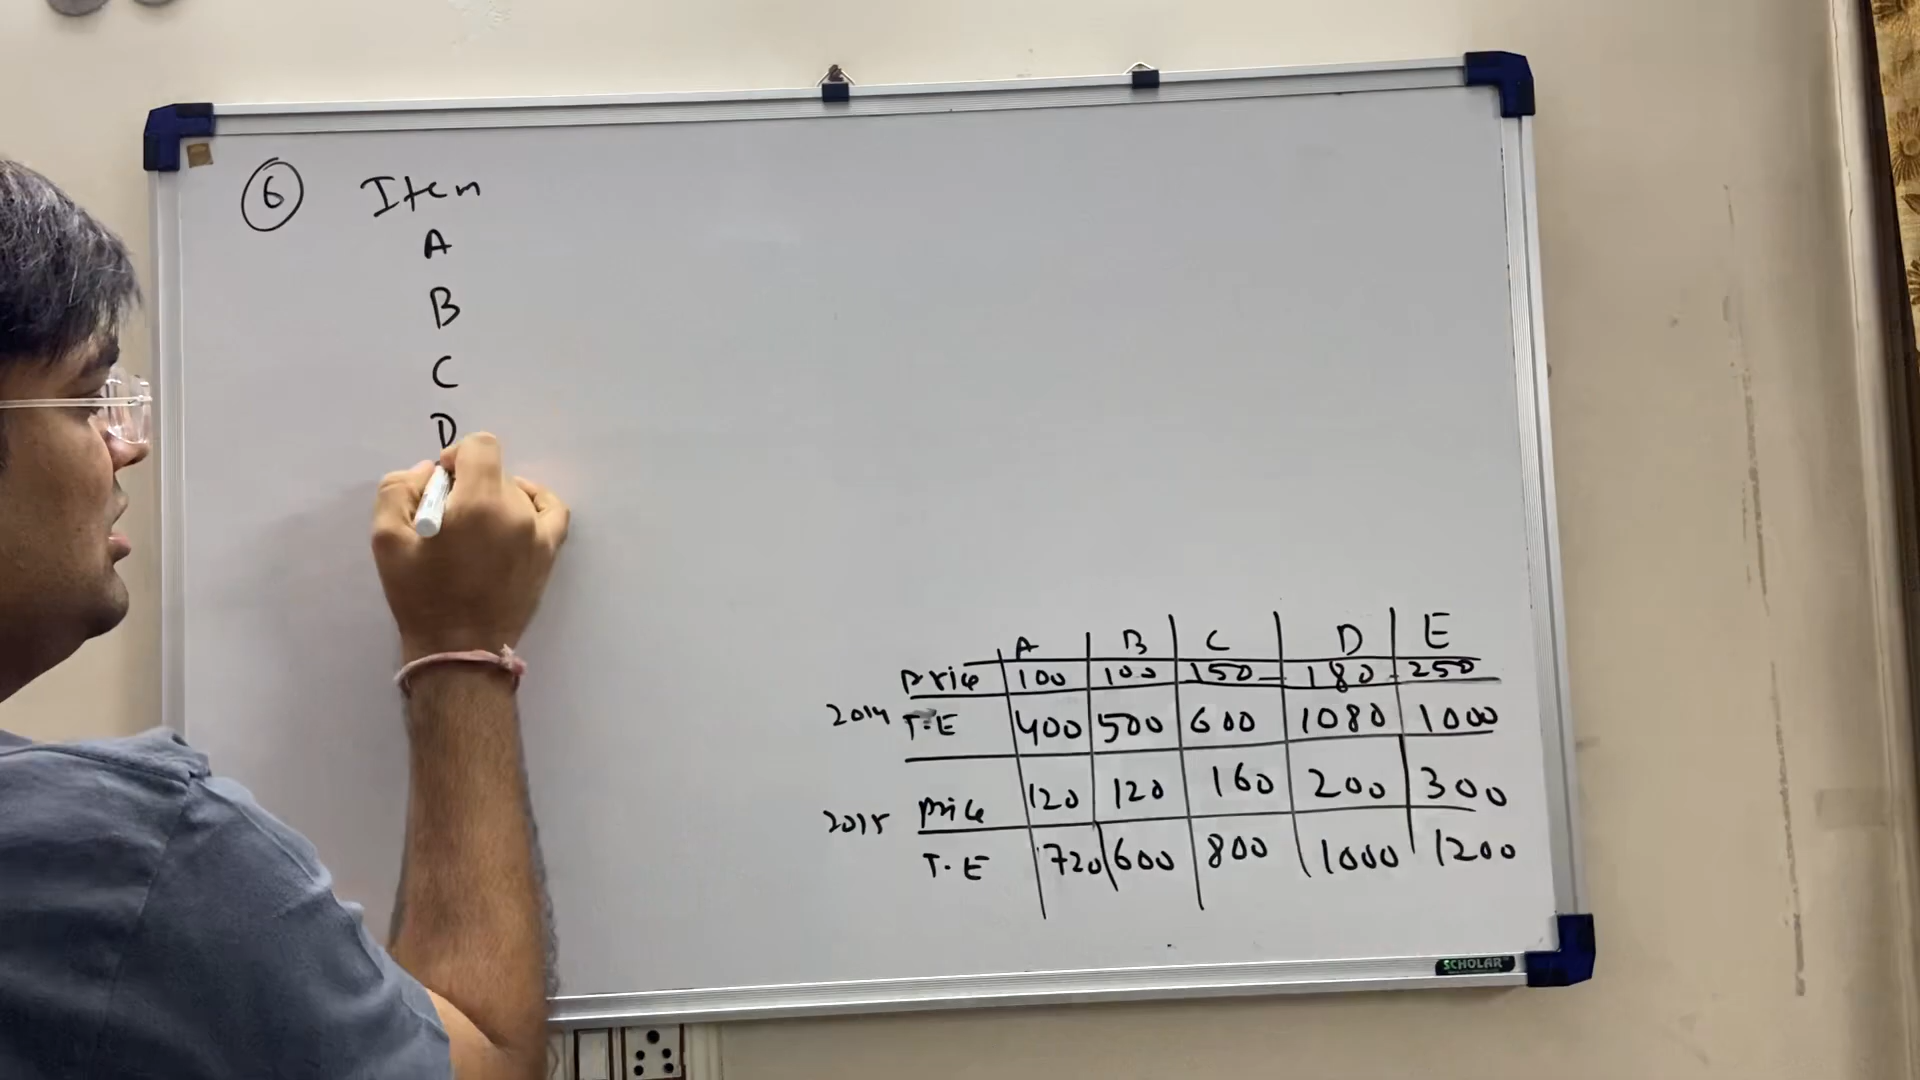 6 Item
A
B
C
D
A B C D E
2014 Price 100 100 150 180 250
T.E 400 500 600 1080 1000
2015 Price 120 120 160 200 300
T.E 720 600 800 1000 1200
SCHOLAR